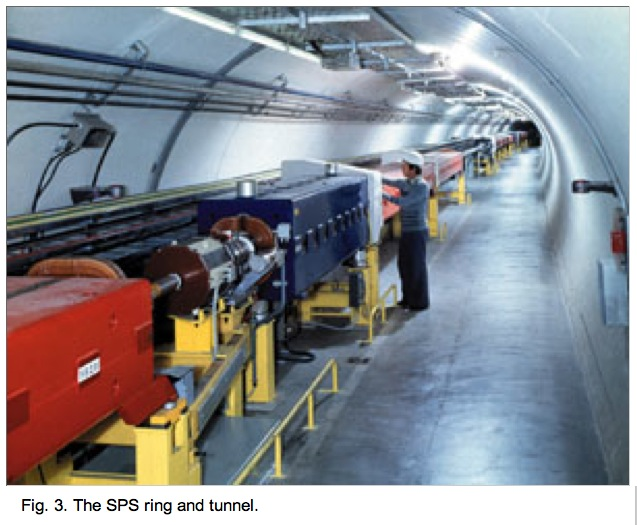 Fig. 3. The SPS ring and tunnel.